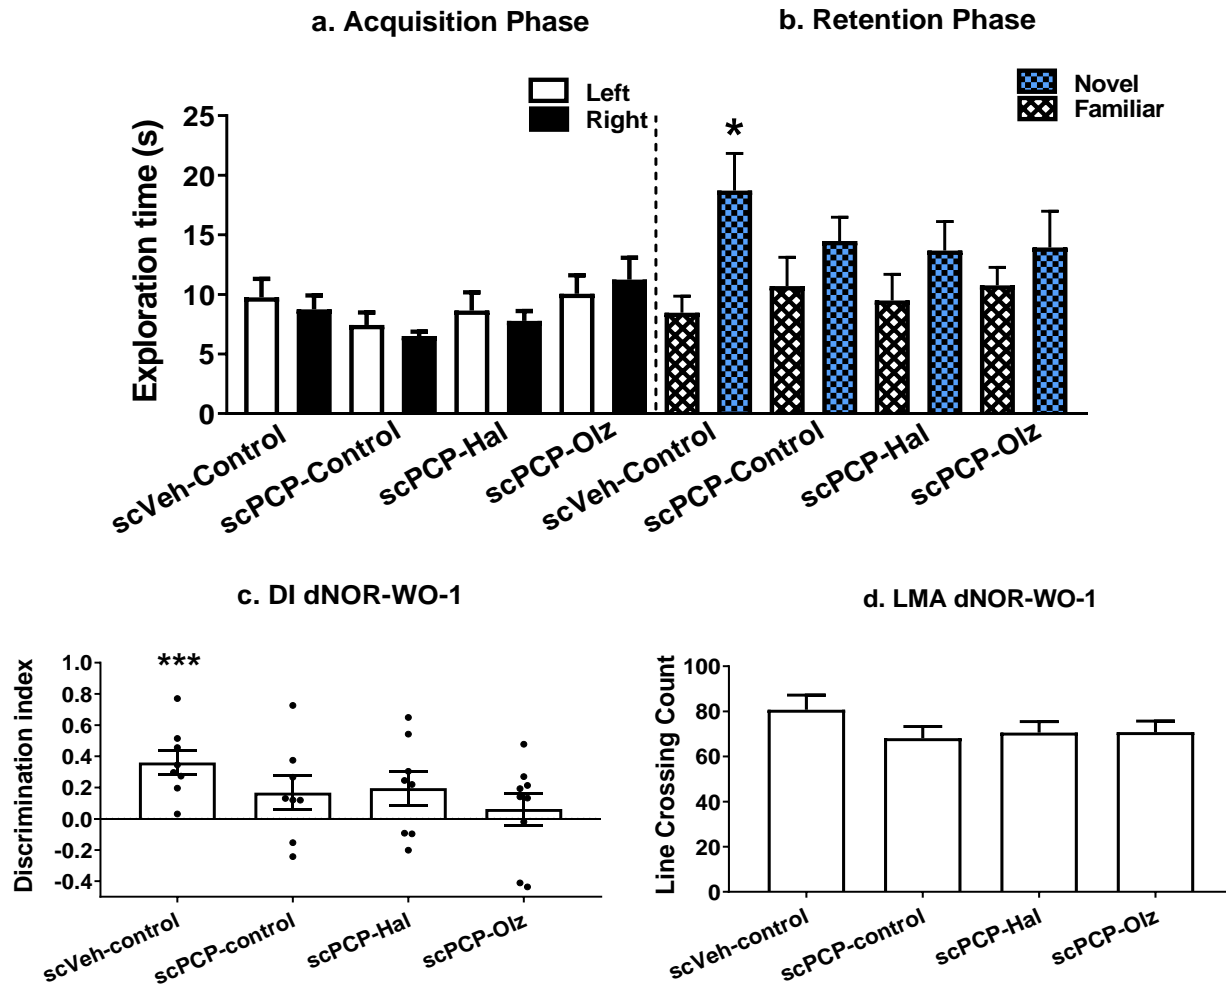 a. Acquisition Phase
b. Retention Phase
Left
Right
Novel
Familiar
Exploration time (s)
25
20
15
10
5
0
*
scVeh-Control
scPCP-Control
scPCP-Hal
scPCP-Olz
scVeh-Control
scPCP-Control
scPCP-Hal
scPCP-Olz
c. DI dNOR-WO-1
Discrimination index
1.0
0.8
0.6
0.4
0.2
0.0
-0.2
-0.4
***
scVeh-control
scPCP-control
scPCP-Hal
scPCP-Olz
d. LMA dNOR-WO-1
Line Crossing Count
100
80
60
40
20
0
scVeh-control
scPCP-control
scPCP-Hal
scPCP-Olz